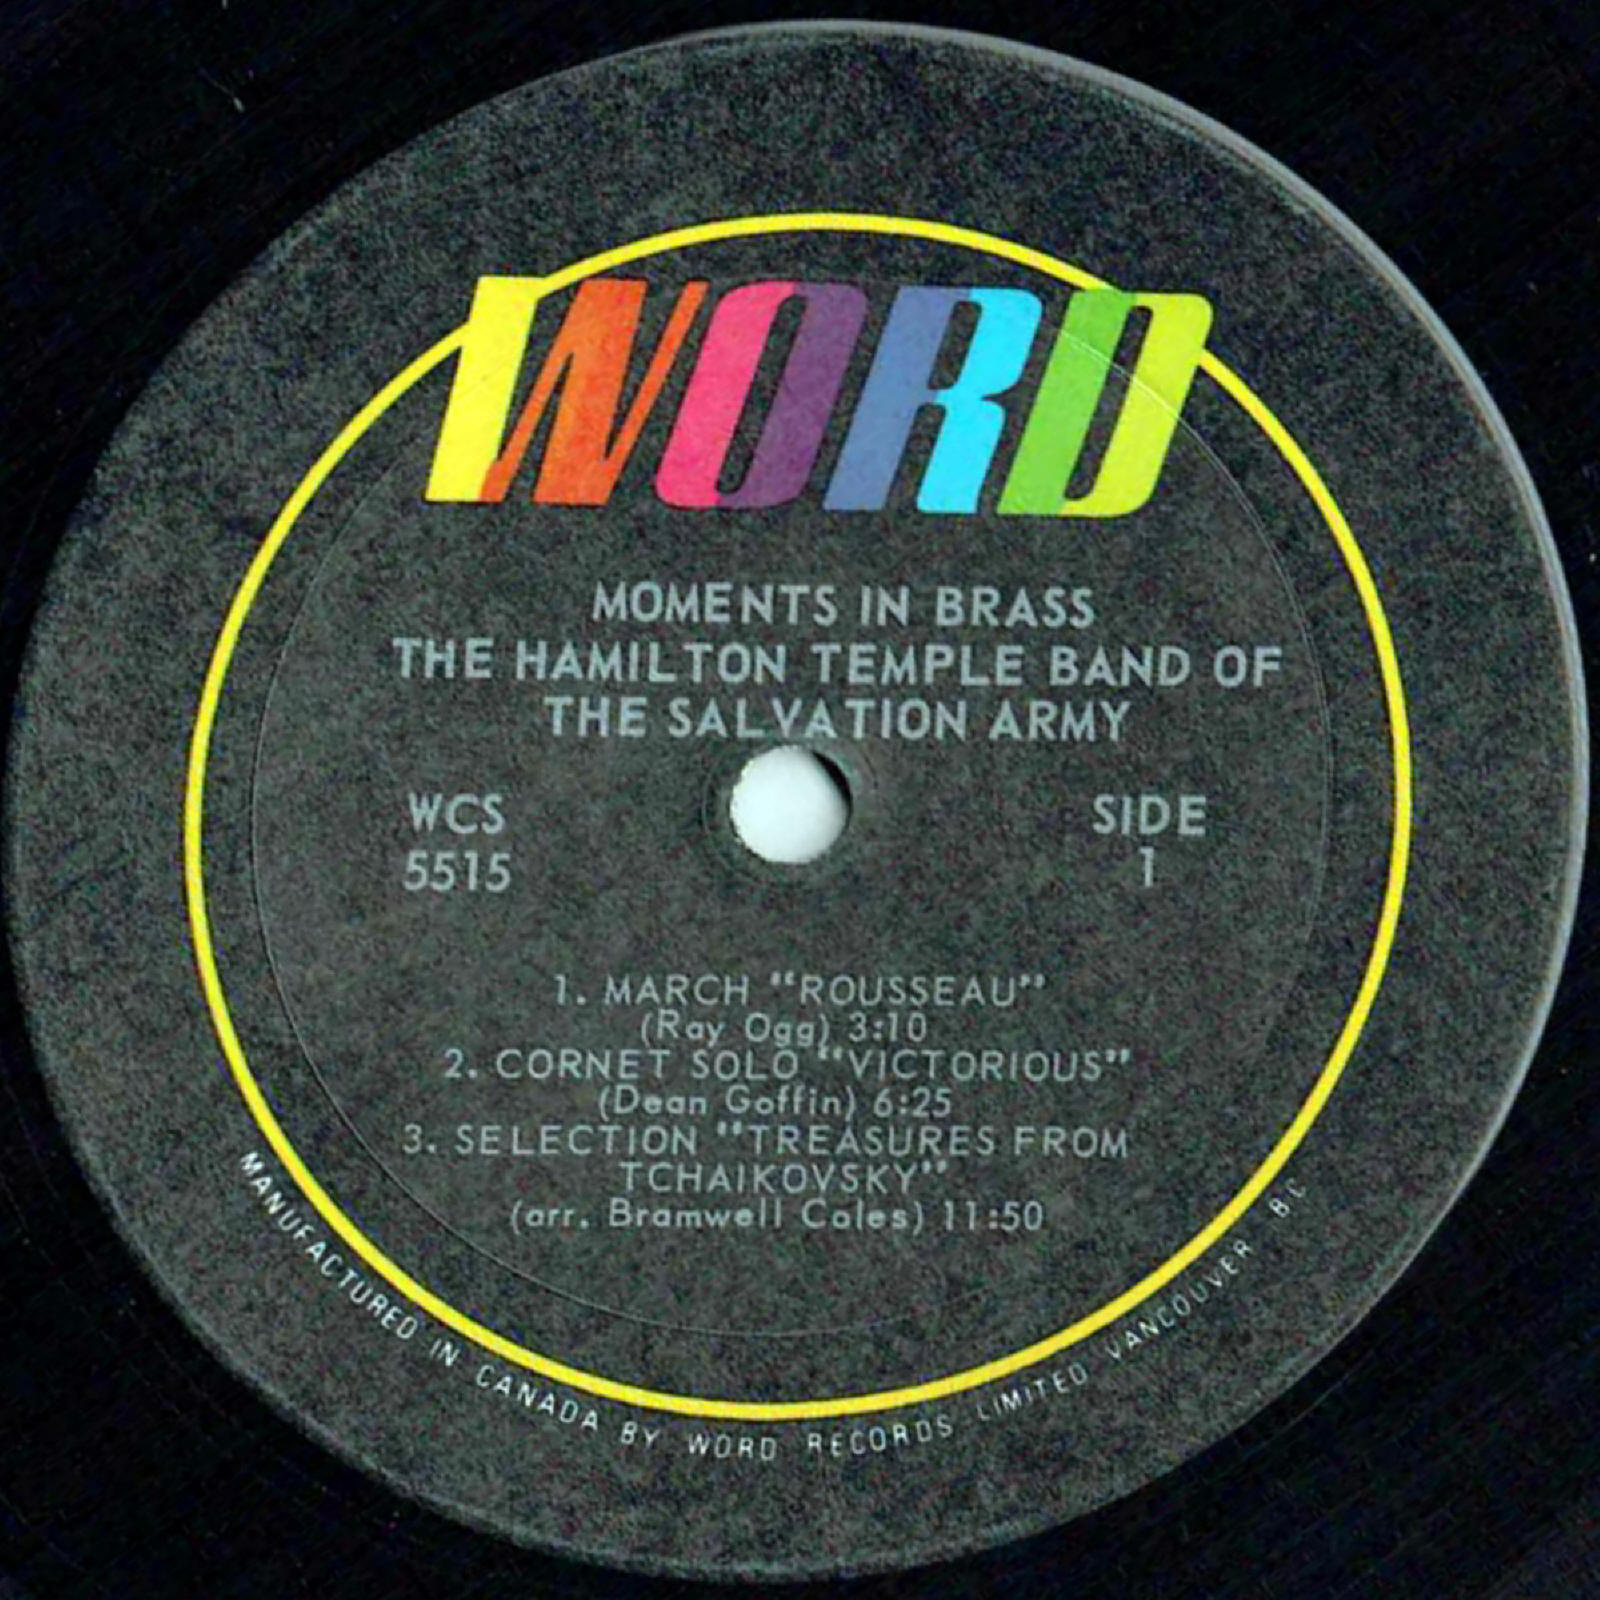 WORD
MOMENTS IN BRASS
THE HAMILTON TEMPLE BAND OF
THE SALVATION ARMY
WCS
5515
SIDE
1
1. MARCH "ROUSSEAU"
(Ray Ogg) 3:10
2. CORNET SOLO "VICTORIOUS"
(Dean Goffin) 6:25
3. SELECTION "TREASURES FROM
TCHAIKOVSKY"
(arr. Bramwell Coles) 11:50
MANUFACTURED IN CANADA BY WORD RECORDS LIMITED VANCOUVER BC